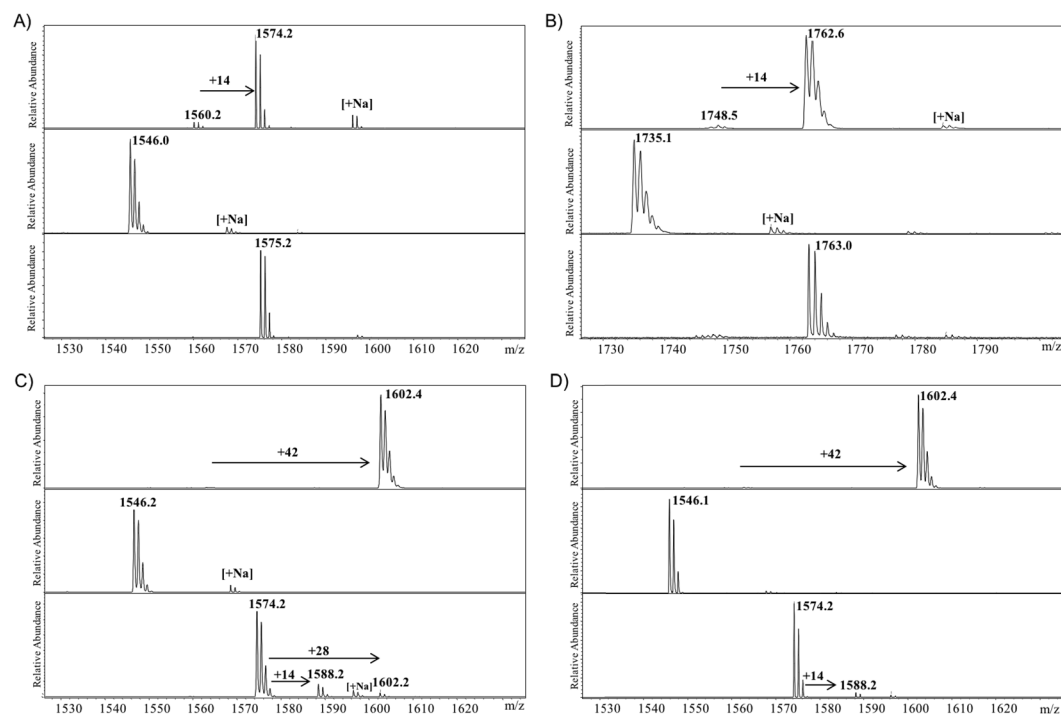 A)
Relative Abundance
1574.2
+14
1560.2
[+Na]
Relative Abundance
1546.0
[+Na]
Relative Abundance
1575.2
1530 1540 1550 1560 1570 1580 1590 1600 1610 1620 m/z
B)
Relative Abundance
1762.6
+14
1748.5
[+Na]
Relative Abundance
1735.1
[+Na]
Relative Abundance
1763.0
1730 1740 1750 1760 1770 1780 1790 m/z
C)
Relative Abundance
1602.4
+42
Relative Abundance
1546.2
[+Na]
Relative Abundance
1574.2
+28
+14
1588.2
[+Na]
1602.2
1530 1540 1550 1560 1570 1580 1590 1600 1610 1620 m/z
D)
Relative Abundance
1602.4
+42
Relative Abundance
1546.1
Relative Abundance
1574.2
+14
1588.2
1530 1540 1550 1560 1570 1580 1590 1600 1610 1620 m/z